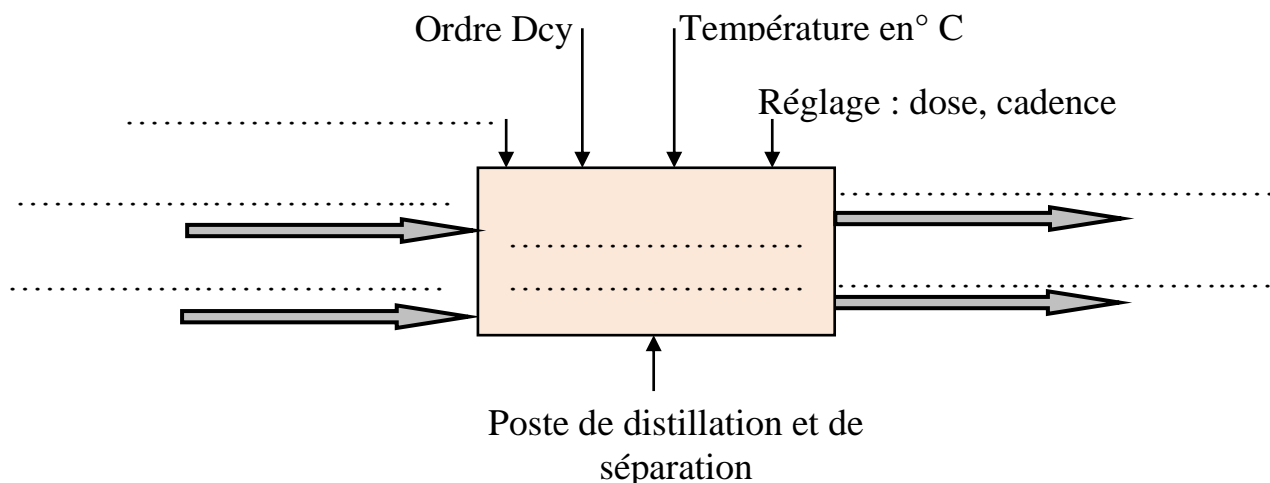 Ordre Dcy
Température en° C
Réglage : dose, cadence
Poste de distillation et de
séparation